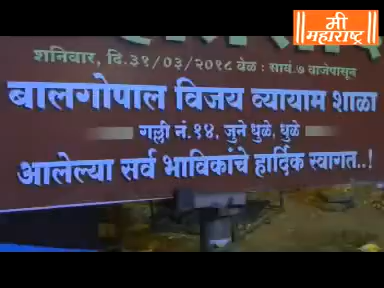 मी
महाराष्ट्र
शनिवार, दि.३१/०३/२०१८ वेळ : सायं.७ वाजेपासून
बालगोपाल विजय व्यायाम शाळा
गल्ली नं.१४, जुने धुळे, धुळे
आलेल्या सर्व भाविकांचे हार्दिक स्वागत..!